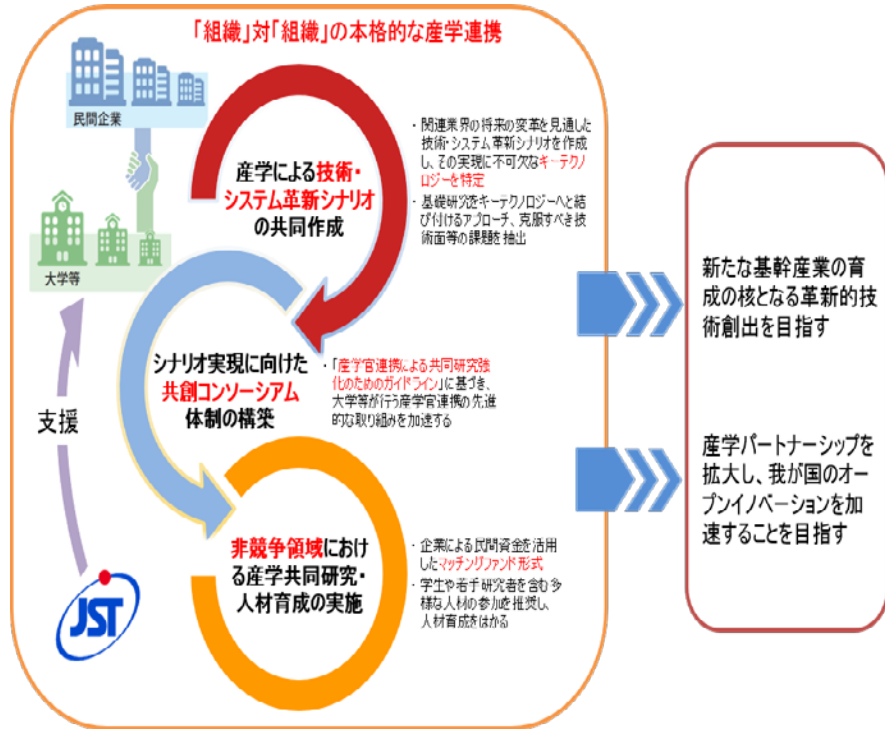 「組織」対「組織」の本格的な産学連携
民間企業
大学等
支援
JST
産学による技術・
システム革新シナリオ
の共同作成
・関連業界の将来の変革を見通した
技術・システム革新シナリオを作成
し、その実現に不可欠なキーテクノ
ロジーを特定
・基礎研究をキーテクノロジーへと結
び付けるアプローチ、克服すべき技
術面等の課題を抽出
シナリオ実現に向けた
共創コンソーシアム
体制の構築
・「産学官連携による共同研究強
化のためのガイドライン」に基づき、
大学等が行う産学官連携の先進
的な取り組みを加速する
非競争領域におけ
る産学共同研究・
人材育成の実施
・企業による民間資金を活用
したマッチングファンド形式
・学生や若手研究者を含む多
様な人材の参加を推奨し、
人材育成をはかる
新たな基幹産業の育
成の核となる革新的技
術創出を目指す
産学パートナーシップを
拡大し、我が国のオー
プンイノベーションを加
速することを目指す